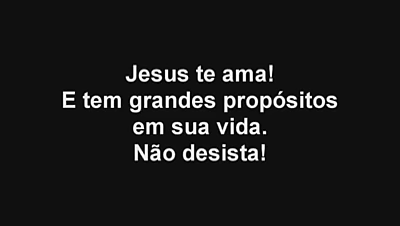 Jesus te ama!
E tem grandes propósitos
em sua vida.
Não desista!